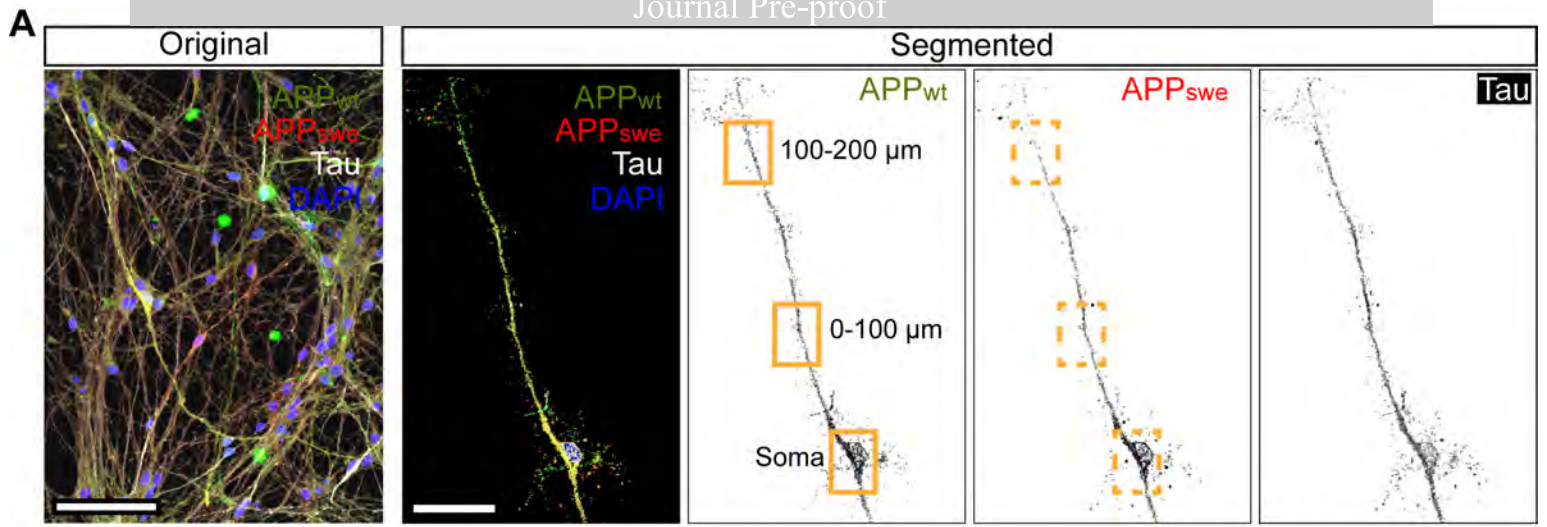 Journal Pre-proof
A
Original
Segmented
APPwt
APPswe
Tau
DAPI
APPwt
APPswe
Tau
DAPI
APPwt
100-200 µm
0-100 µm
Soma
APPswe
Tau